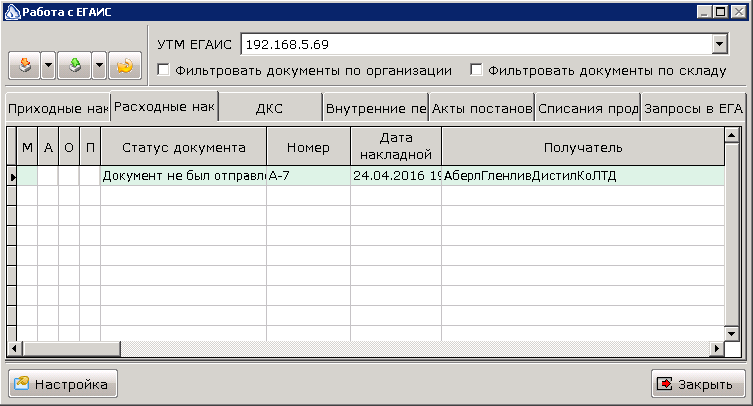 Работа с ЕГАИС
УТМ ЕГАИС 192.168.5.69
Фильтровать документы по организации Фильтровать документы по складу
Приходные нак Расходные нак ДКС Внутренние пе Акты постанов Списания прод Запросы в ЕГА
М А О П Статус документа Номер Дата накладной Получатель
Документ не был отправле А-7 24.04.2016 19 АберлГленливДистилКоЛТД
Настройка Закрыть